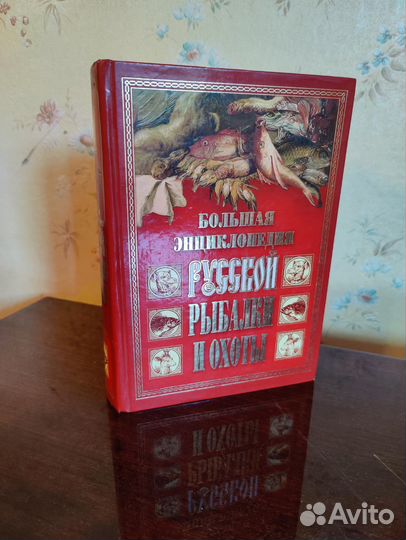 БОЛЬШАЯ
ЭНЦИКЛОПЕДИЯ
РУССКОЙ
РЫБАЛКИ
И ОХОТЫ
Avito